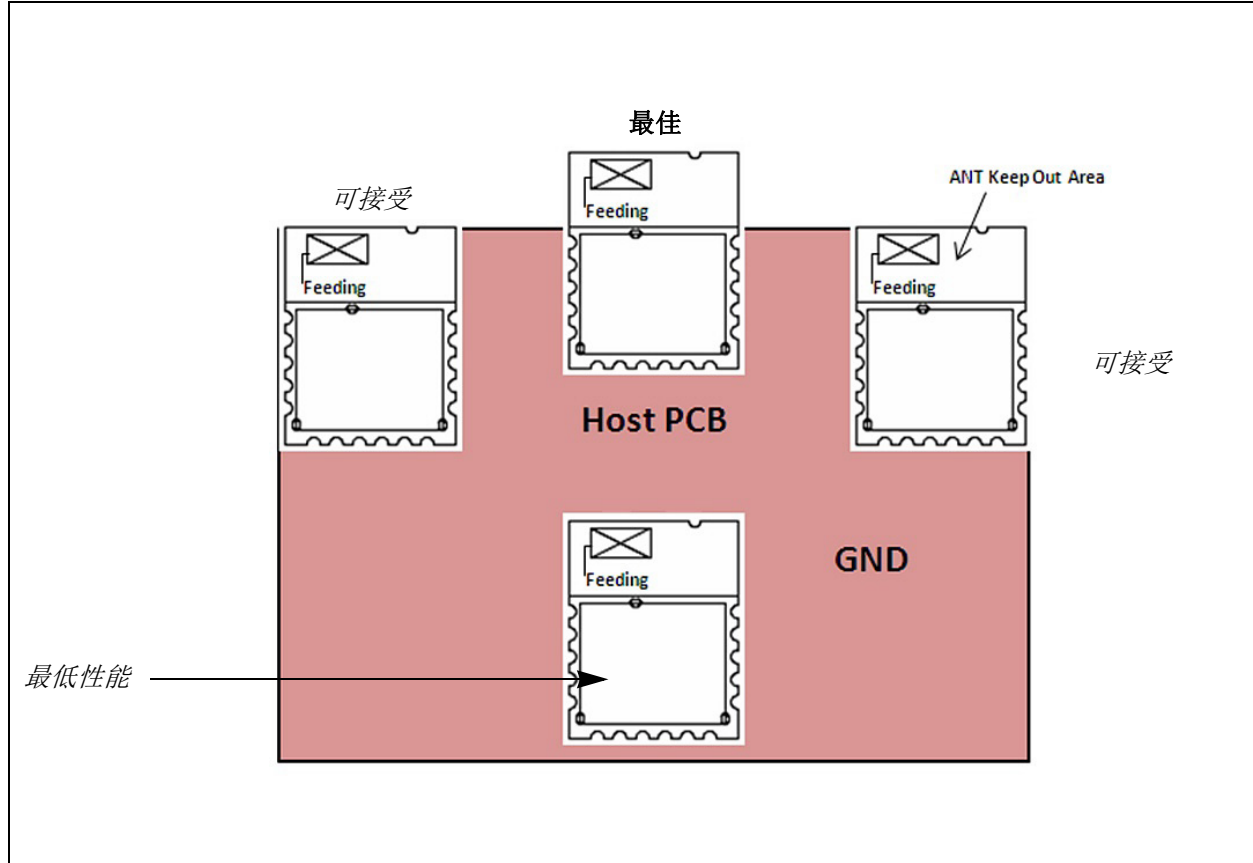 最佳
ANT Keep Out Area
可接受
Feeding
Feeding
Feeding
可接受
Host PCB
GND
Feeding
最低性能